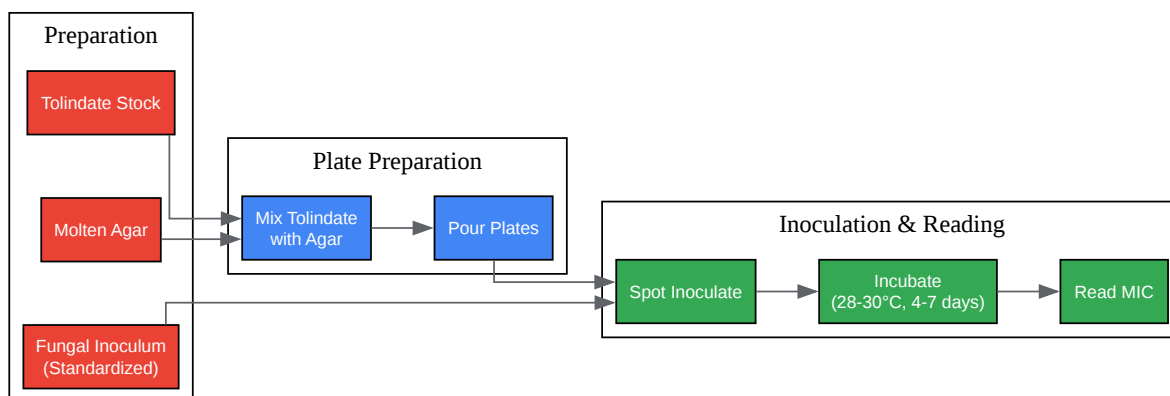 Preparation
Tolindate Stock
Molten Agar
Fungal Inoculum
(Standardized)
Plate Preparation
Mix Tolindate
with Agar
Pour Plates
Inoculation & Reading
Spot Inoculate
Incubate
(28-30°C, 4-7 days)
Read MIC